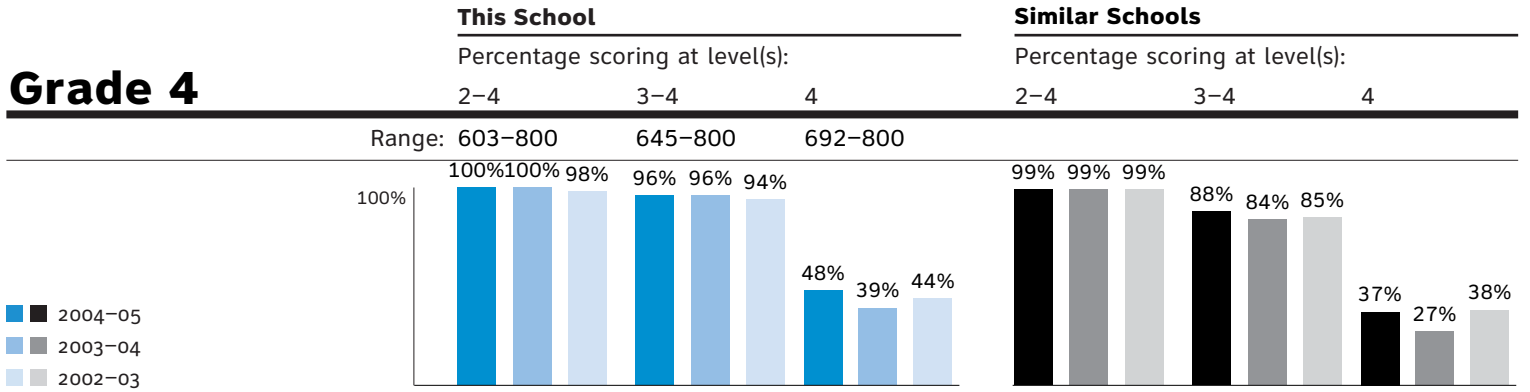 This School Similar Schools
Percentage scoring at level(s): Percentage scoring at level(s):
Grade 4 2–4 3–4 4 2–4 3–4 4
Range: 603–800 645–800 692–800
100% 100% 98% 96% 96% 94% 48% 39% 44% 99% 99% 99% 88% 84% 85% 37% 27% 38%
100%
2004–05
2003–04
2002–03